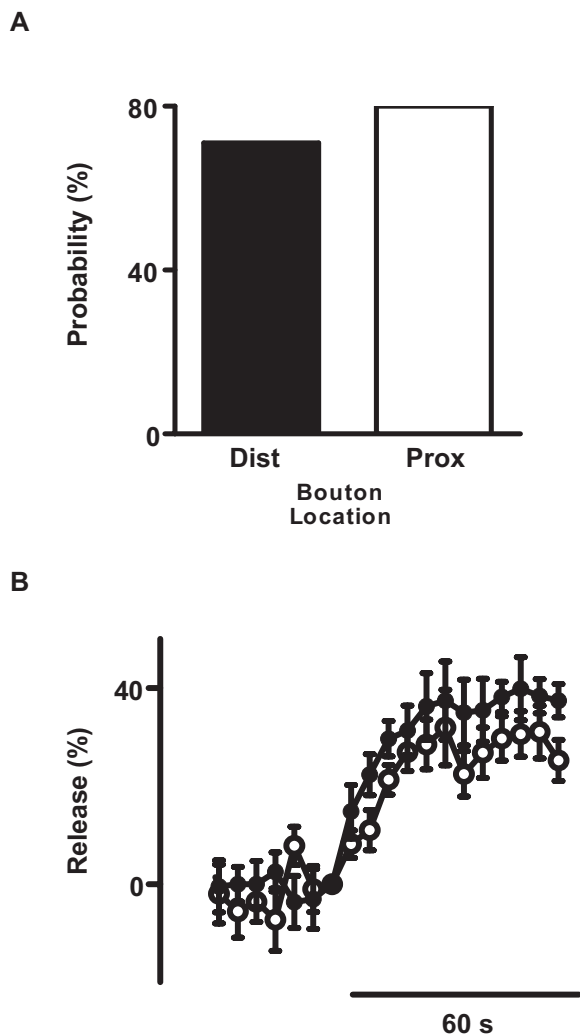 A
Probability (%)
80
40
0
Dist Prox
Bouton
Location
B
Release (%)
40
0
60 s